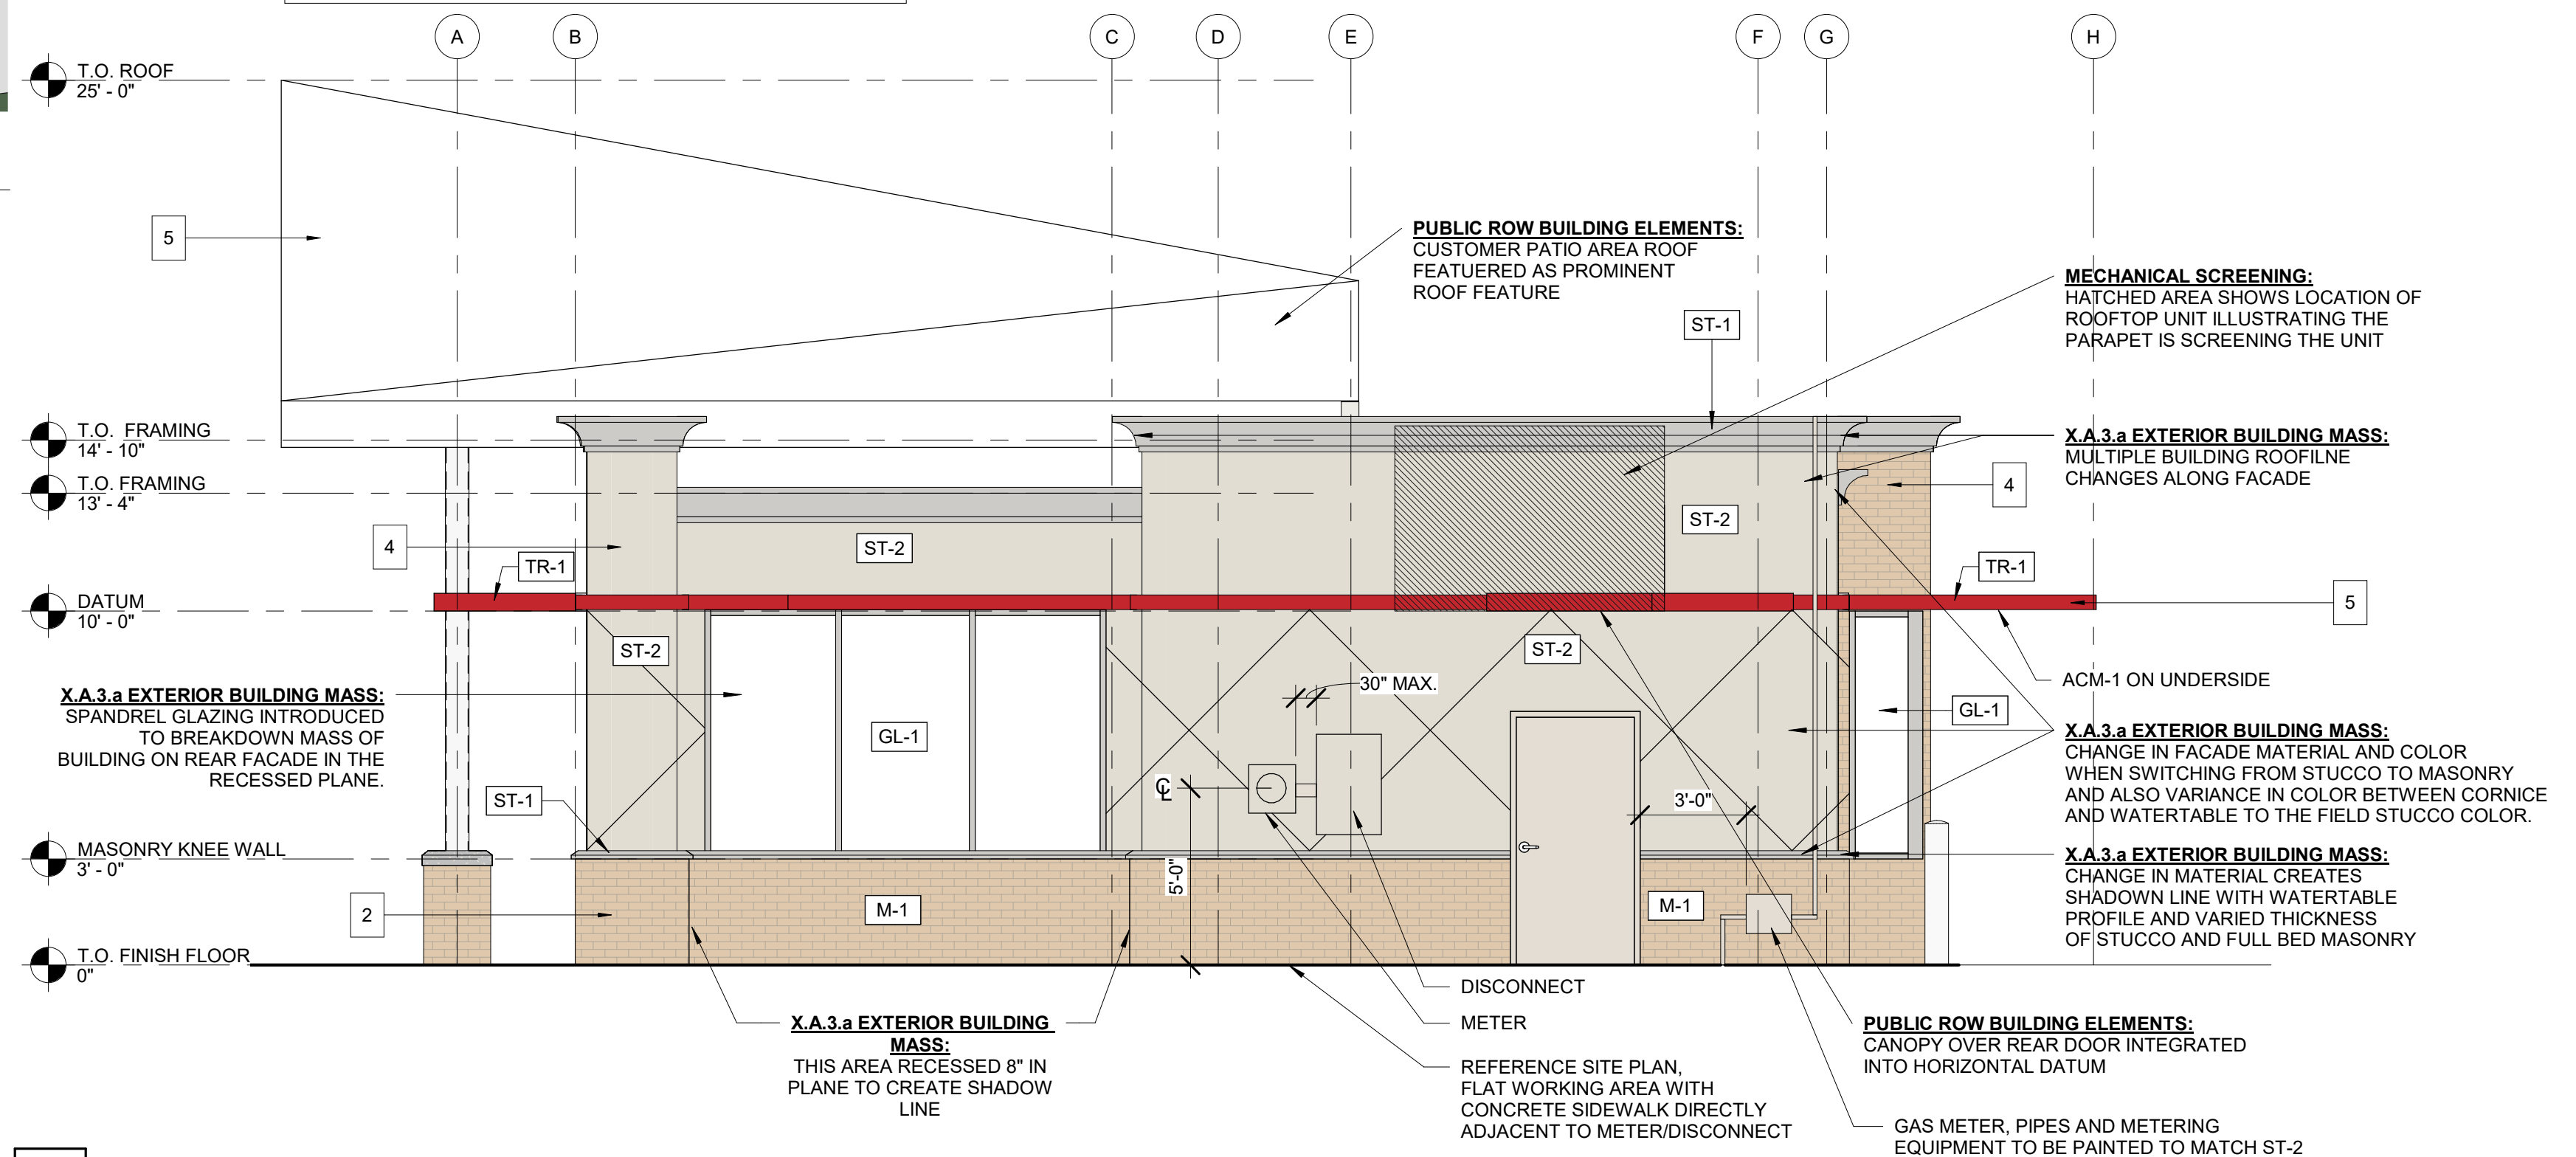 A
B
C
D
E
F
G
H
T.O. ROOF
25' - 0"
5
PUBLIC ROW BUILDING ELEMENTS:
CUSTOMER PATIO AREA ROOF
FEATUERED AS PROMINENT
ROOF FEATURE
MECHANICAL SCREENING:
HATCHED AREA SHOWS LOCATION OF
ROOFTOP UNIT ILLUSTRATING THE
PARAPET IS SCREENING THE UNIT
ST-1
T.O. FRAMING
14' - 10"
X.A.3.a EXTERIOR BUILDING MASS:
MULTIPLE BUILDING ROOFILNE
CHANGES ALONG FACADE
T.O. FRAMING
13' - 4"
4
ST-2
4
ST-2
TR-1
TR-1
DATUM
10' - 0"
5
ST-2
ST-2
30" MAX.
ACM-1 ON UNDERSIDE
X.A.3.a EXTERIOR BUILDING MASS:
SPANDREL GLAZING INTRODUCED
TO BREAKDOWN MASS OF
BUILDING ON REAR FACADE IN THE
RECESSED PLANE.
GL-1
GL-1
X.A.3.a EXTERIOR BUILDING MASS:
CHANGE IN FACADE MATERIAL AND COLOR
WHEN SWITCHING FROM STUCCO TO MASONRY
AND ALSO VARIANCE IN COLOR BETWEEN CORNICE
AND WATERTABLE TO THE FIELD STUCCO COLOR.
CL
3'-0"
ST-1
MASONRY KNEE WALL
3' - 0"
5'-0"
X.A.3.a EXTERIOR BUILDING MASS:
CHANGE IN MATERIAL CREATES
SHADOWN LINE WITH WATERTABLE
PROFILE AND VARIED THICKNESS
OF STUCCO AND FULL BED MASONRY
2
M-1
M-1
T.O. FINISH FLOOR
0"
DISCONNECT
METER
X.A.3.a EXTERIOR BUILDING
MASS:
THIS AREA RECESSED 8" IN
PLANE TO CREATE SHADOW
LINE
REFERENCE SITE PLAN,
FLAT WORKING AREA WITH
CONCRETE SIDEWALK DIRECTLY
ADJACENT TO METER/DISCONNECT
PUBLIC ROW BUILDING ELEMENTS:
CANOPY OVER REAR DOOR INTEGRATED
INTO HORIZONTAL DATUM
GAS METER, PIPES AND METERING
EQUIPMENT TO BE PAINTED TO MATCH ST-2